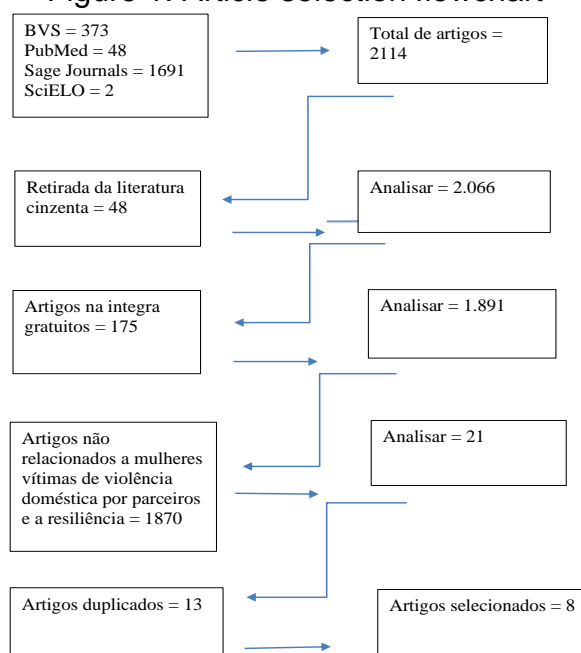 Figure 1. Article selection flowchart
BVS = 373
PubMed = 48
Sage Journals = 1691
SciELO = 2
Total de artigos =
2114
Retirada da literatura
cinzenta = 48
Analisar = 2.066
Artigos na integra
gratuitos = 175
Analisar = 1.891
Artigos não
relacionados a mulheres
vítimas de violência
doméstica por parceiros
e a resiliência = 1870
Analisar = 21
Artigos duplicados = 13
Artigos selecionados = 8